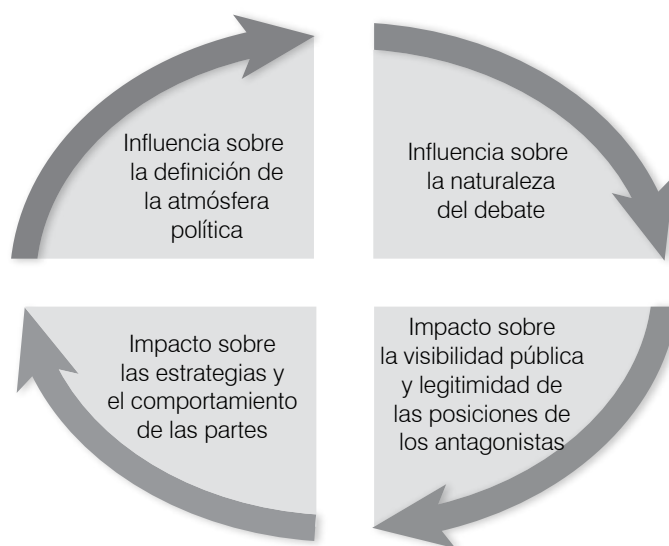 Influencia sobre
la definición de
la atmósfera
política
Influencia sobre
la naturaleza
del debate
Impacto sobre
las estrategias y
el comportamiento
de las partes
Impacto sobre
la visibilidad pública
y legitimidad de
las posiciones de
los antagonistas